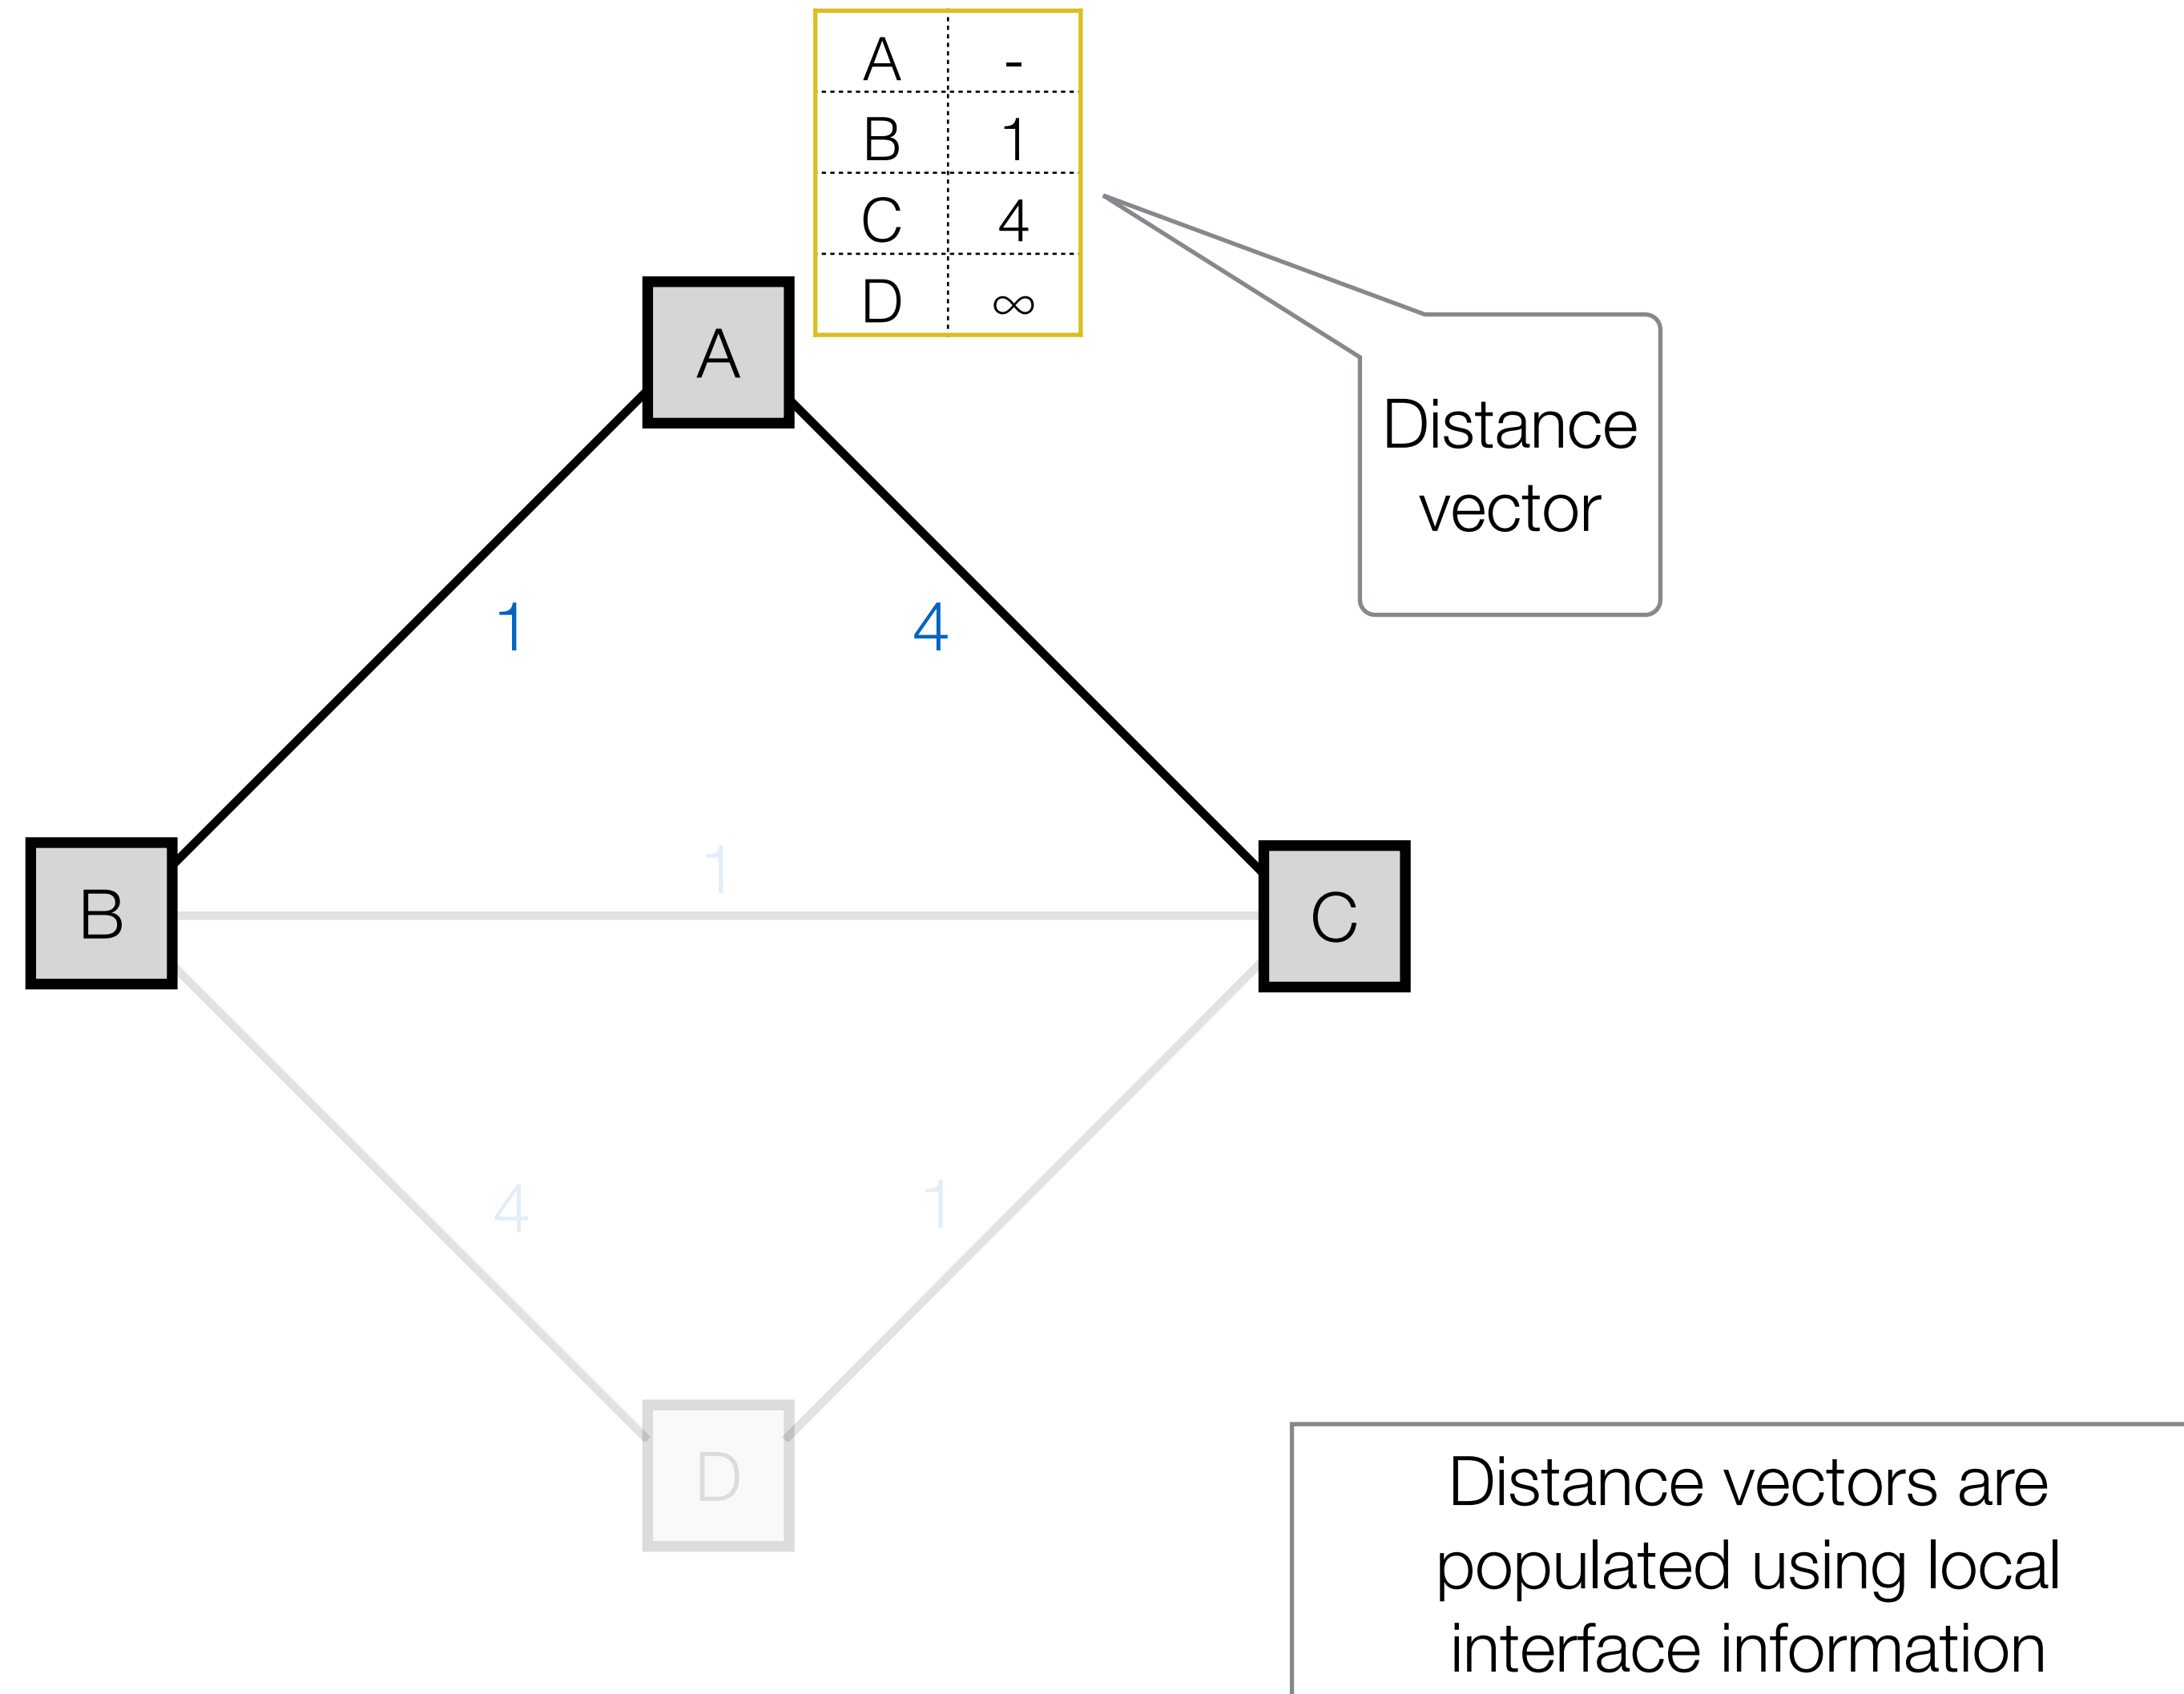 A -
B 1
C 4
D ∞
A
Distance
vector
1 4
1
B C
4 1
D
Distance vectors are
populated using local
interface information